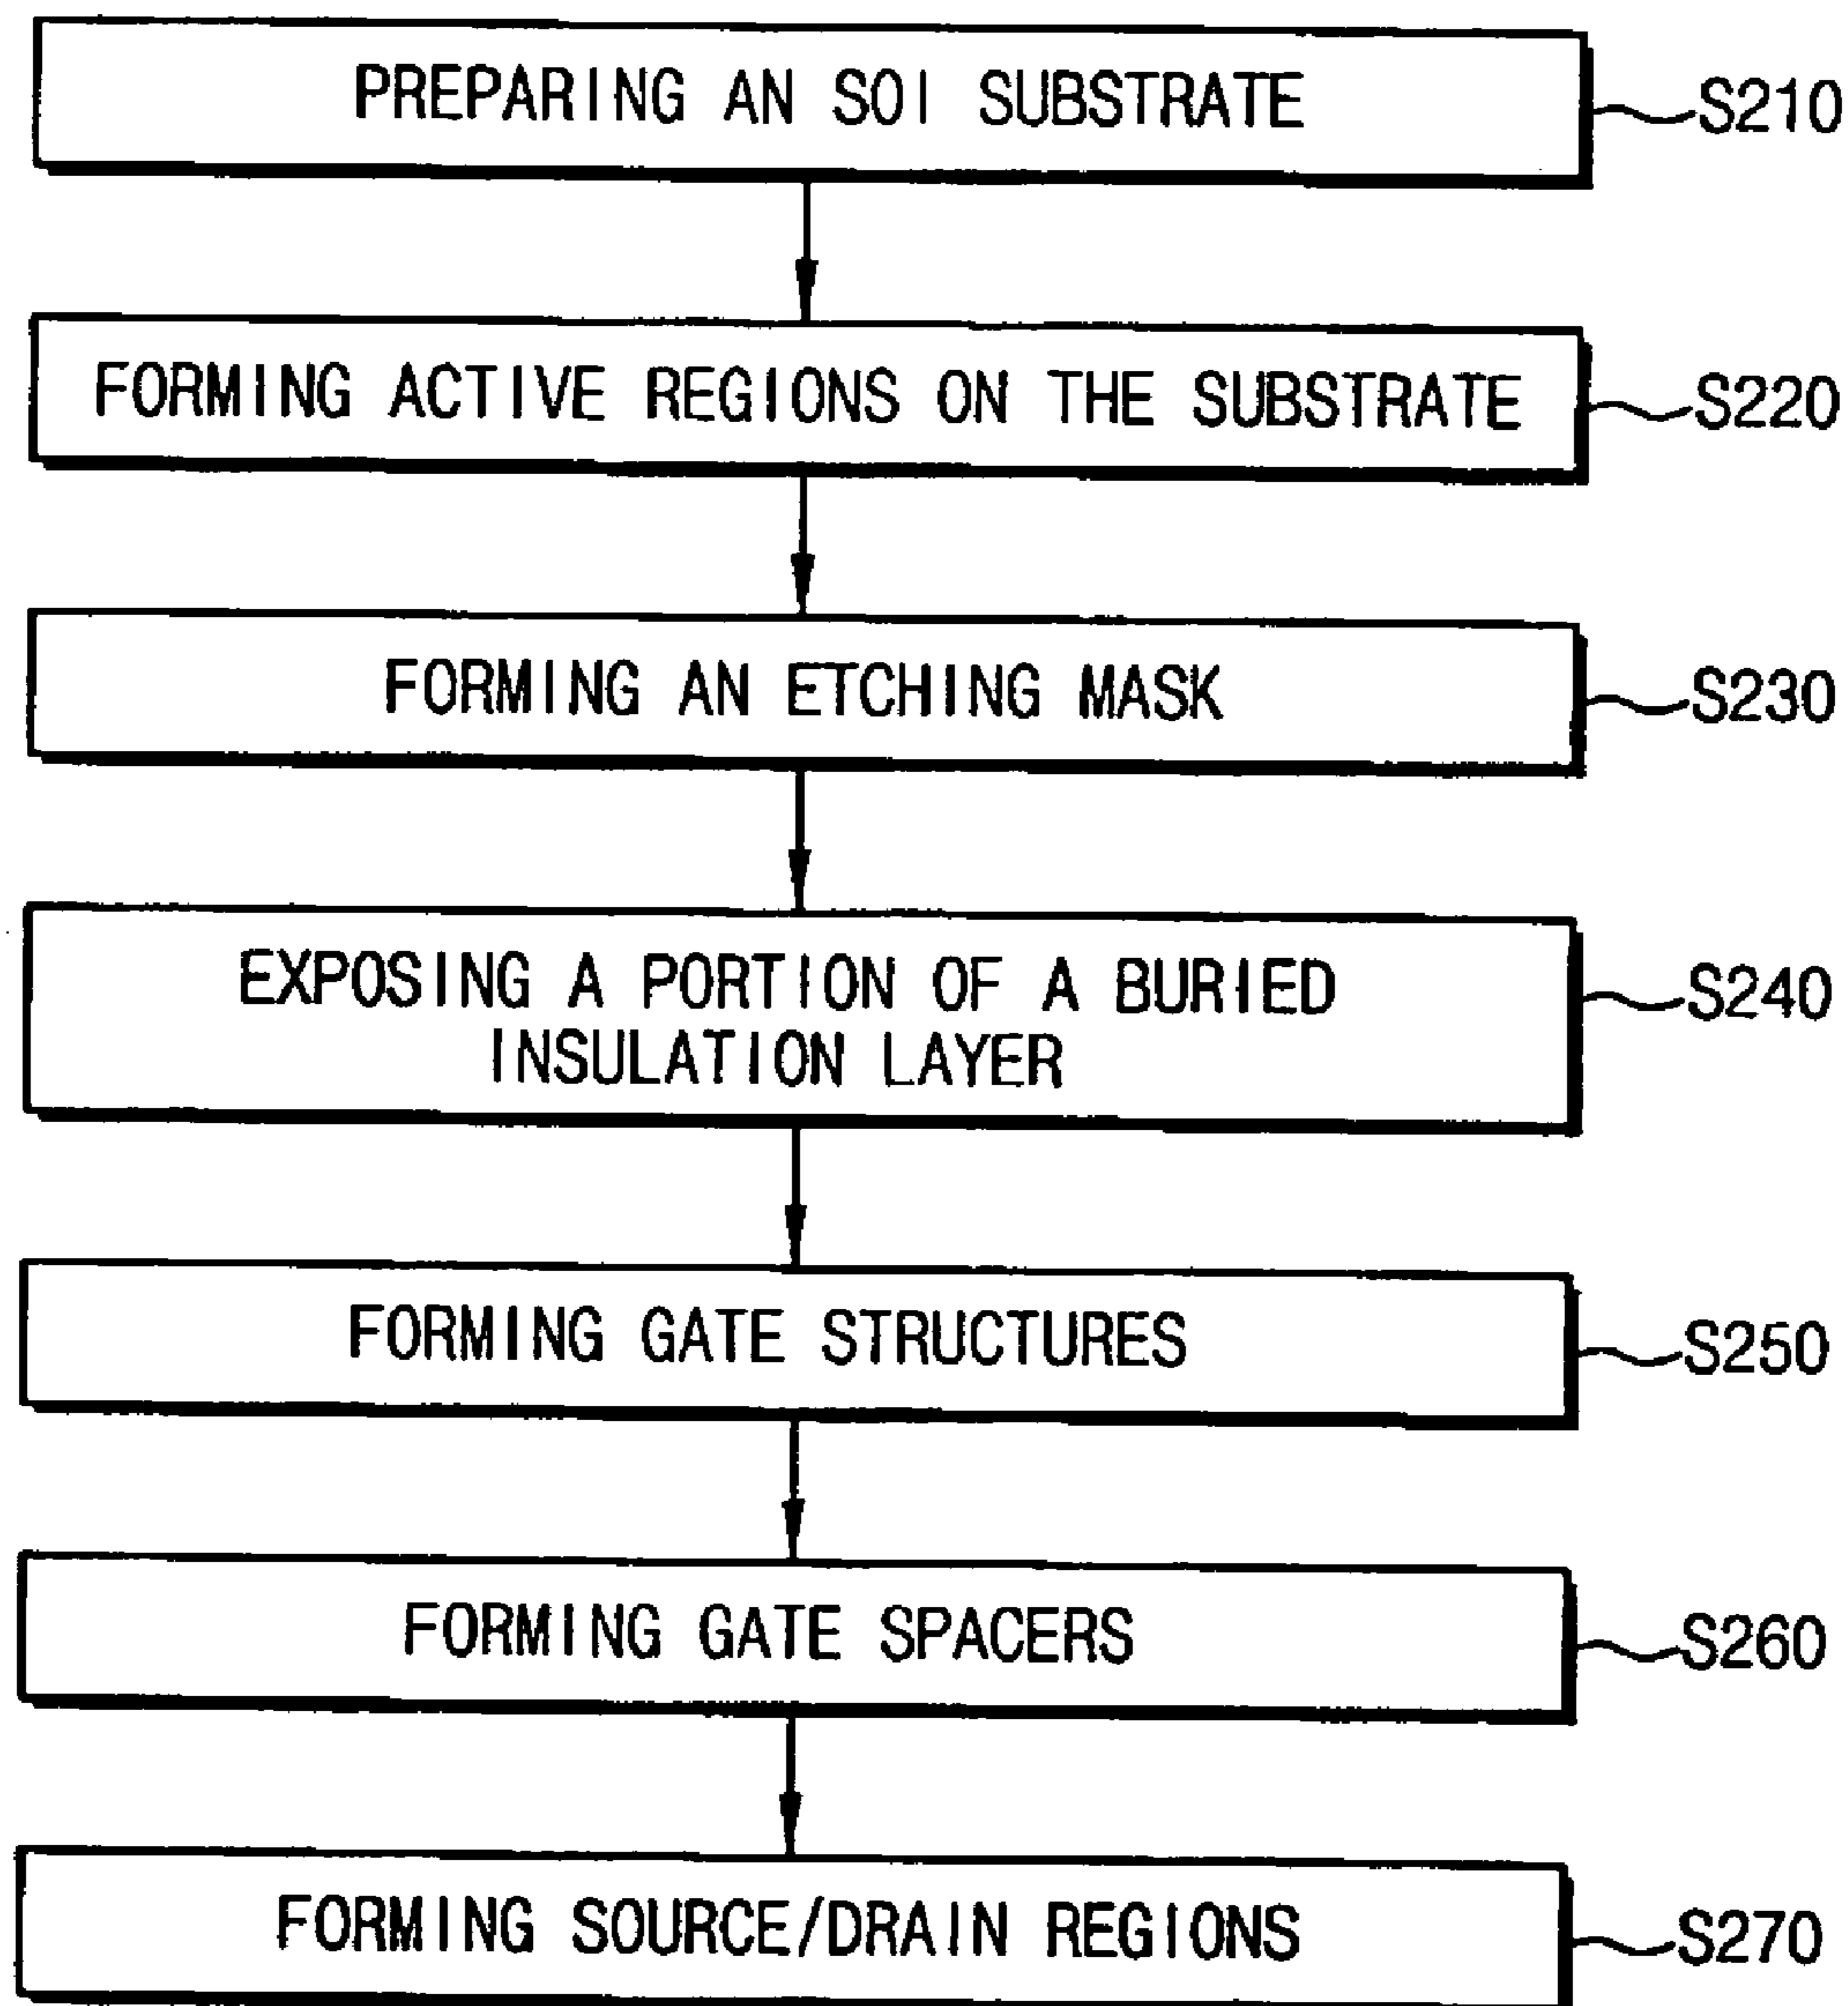 PREPARING AN SOI SUBSTRATE S210
FORMING ACTIVE REGIONS ON THE SUBSTRATE S220
FORMING AN ETCHING MASK S230
EXPOSING A PORTION OF A BURIED
INSULATION LAYER S240
FORMING GATE STRUCTURES S250
FORMING GATE SPACERS S260
FORMING SOURCE/DRAIN REGIONS S270